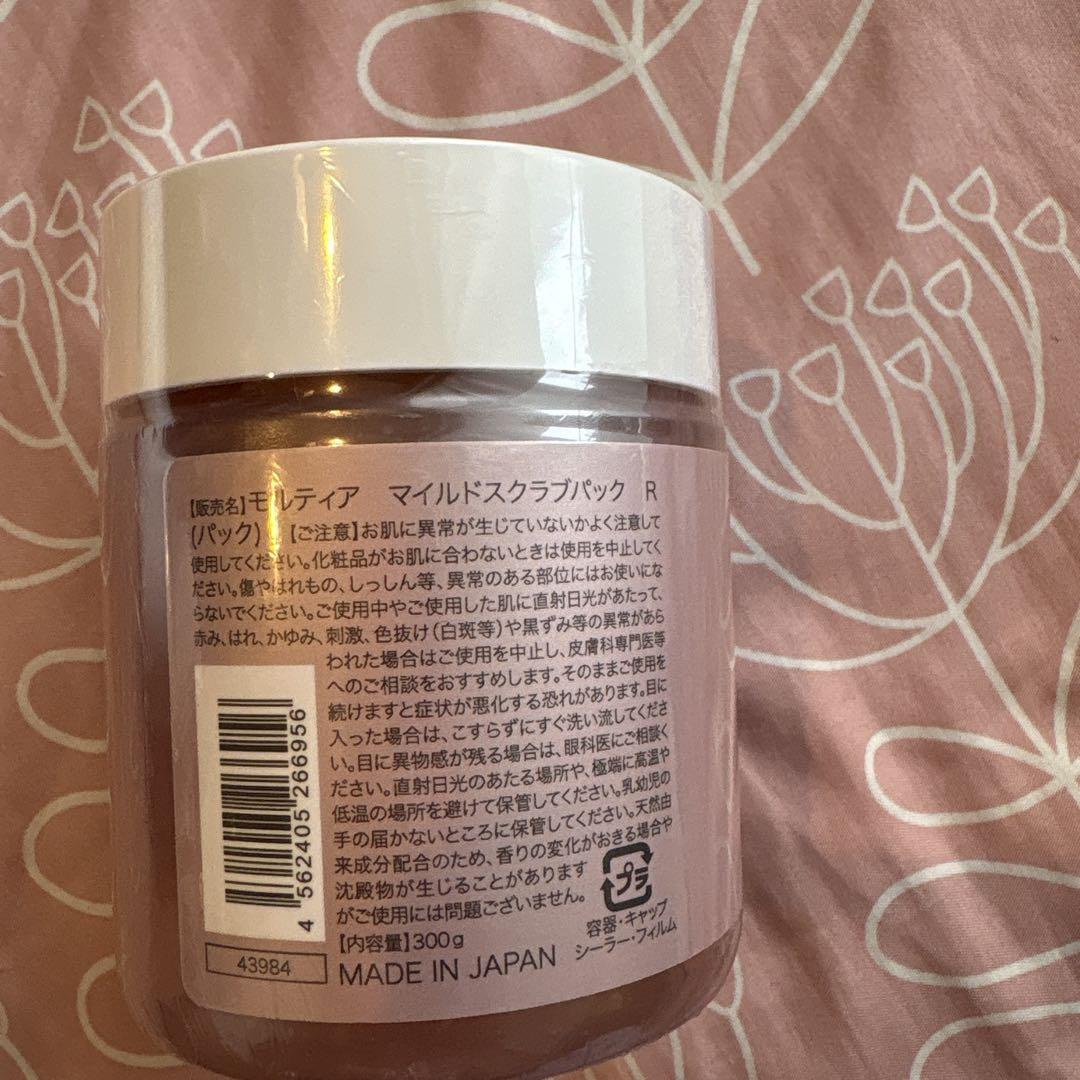 【販売名】モルティア　マイルドスクラブパック　R
(パック)　【ご注意】お肌に異常が生じていないかよく注意して
使用してください。化粧品がお肌に合わないときは使用を中止してく
ださい。傷やはれもの、しっしん等、異常のある部位にはお使いにな
らないでください。ご使用中やご使用した肌に直射日光があたって、
赤み、はれ、かゆみ、刺激、色抜け(白斑等)や黒ずみ等の異常があら
われた場合はご使用を中止し、皮膚科専門医等
へのご相談をおすすめします。そのままご使用を
続けますと症状が悪化する恐れがあります。目に
入った場合は、こすらずにすぐ洗い流してくださ
い。目に異物感が残る場合は、眼科医にご相談く
ださい。直射日光のあたる場所や、極端に高温や
低温の場所を避けて保管してください。乳幼児の
手の届かないところに保管してください。天然由
来成分配合のため、香りの変化がおきる場合や
沈殿物が生じることがあります
がご使用には問題ございません。
【内容量】300g
MADE IN JAPAN
プラ
容器・キャップ
シーラー・フィルム
4 562405 266956
43984